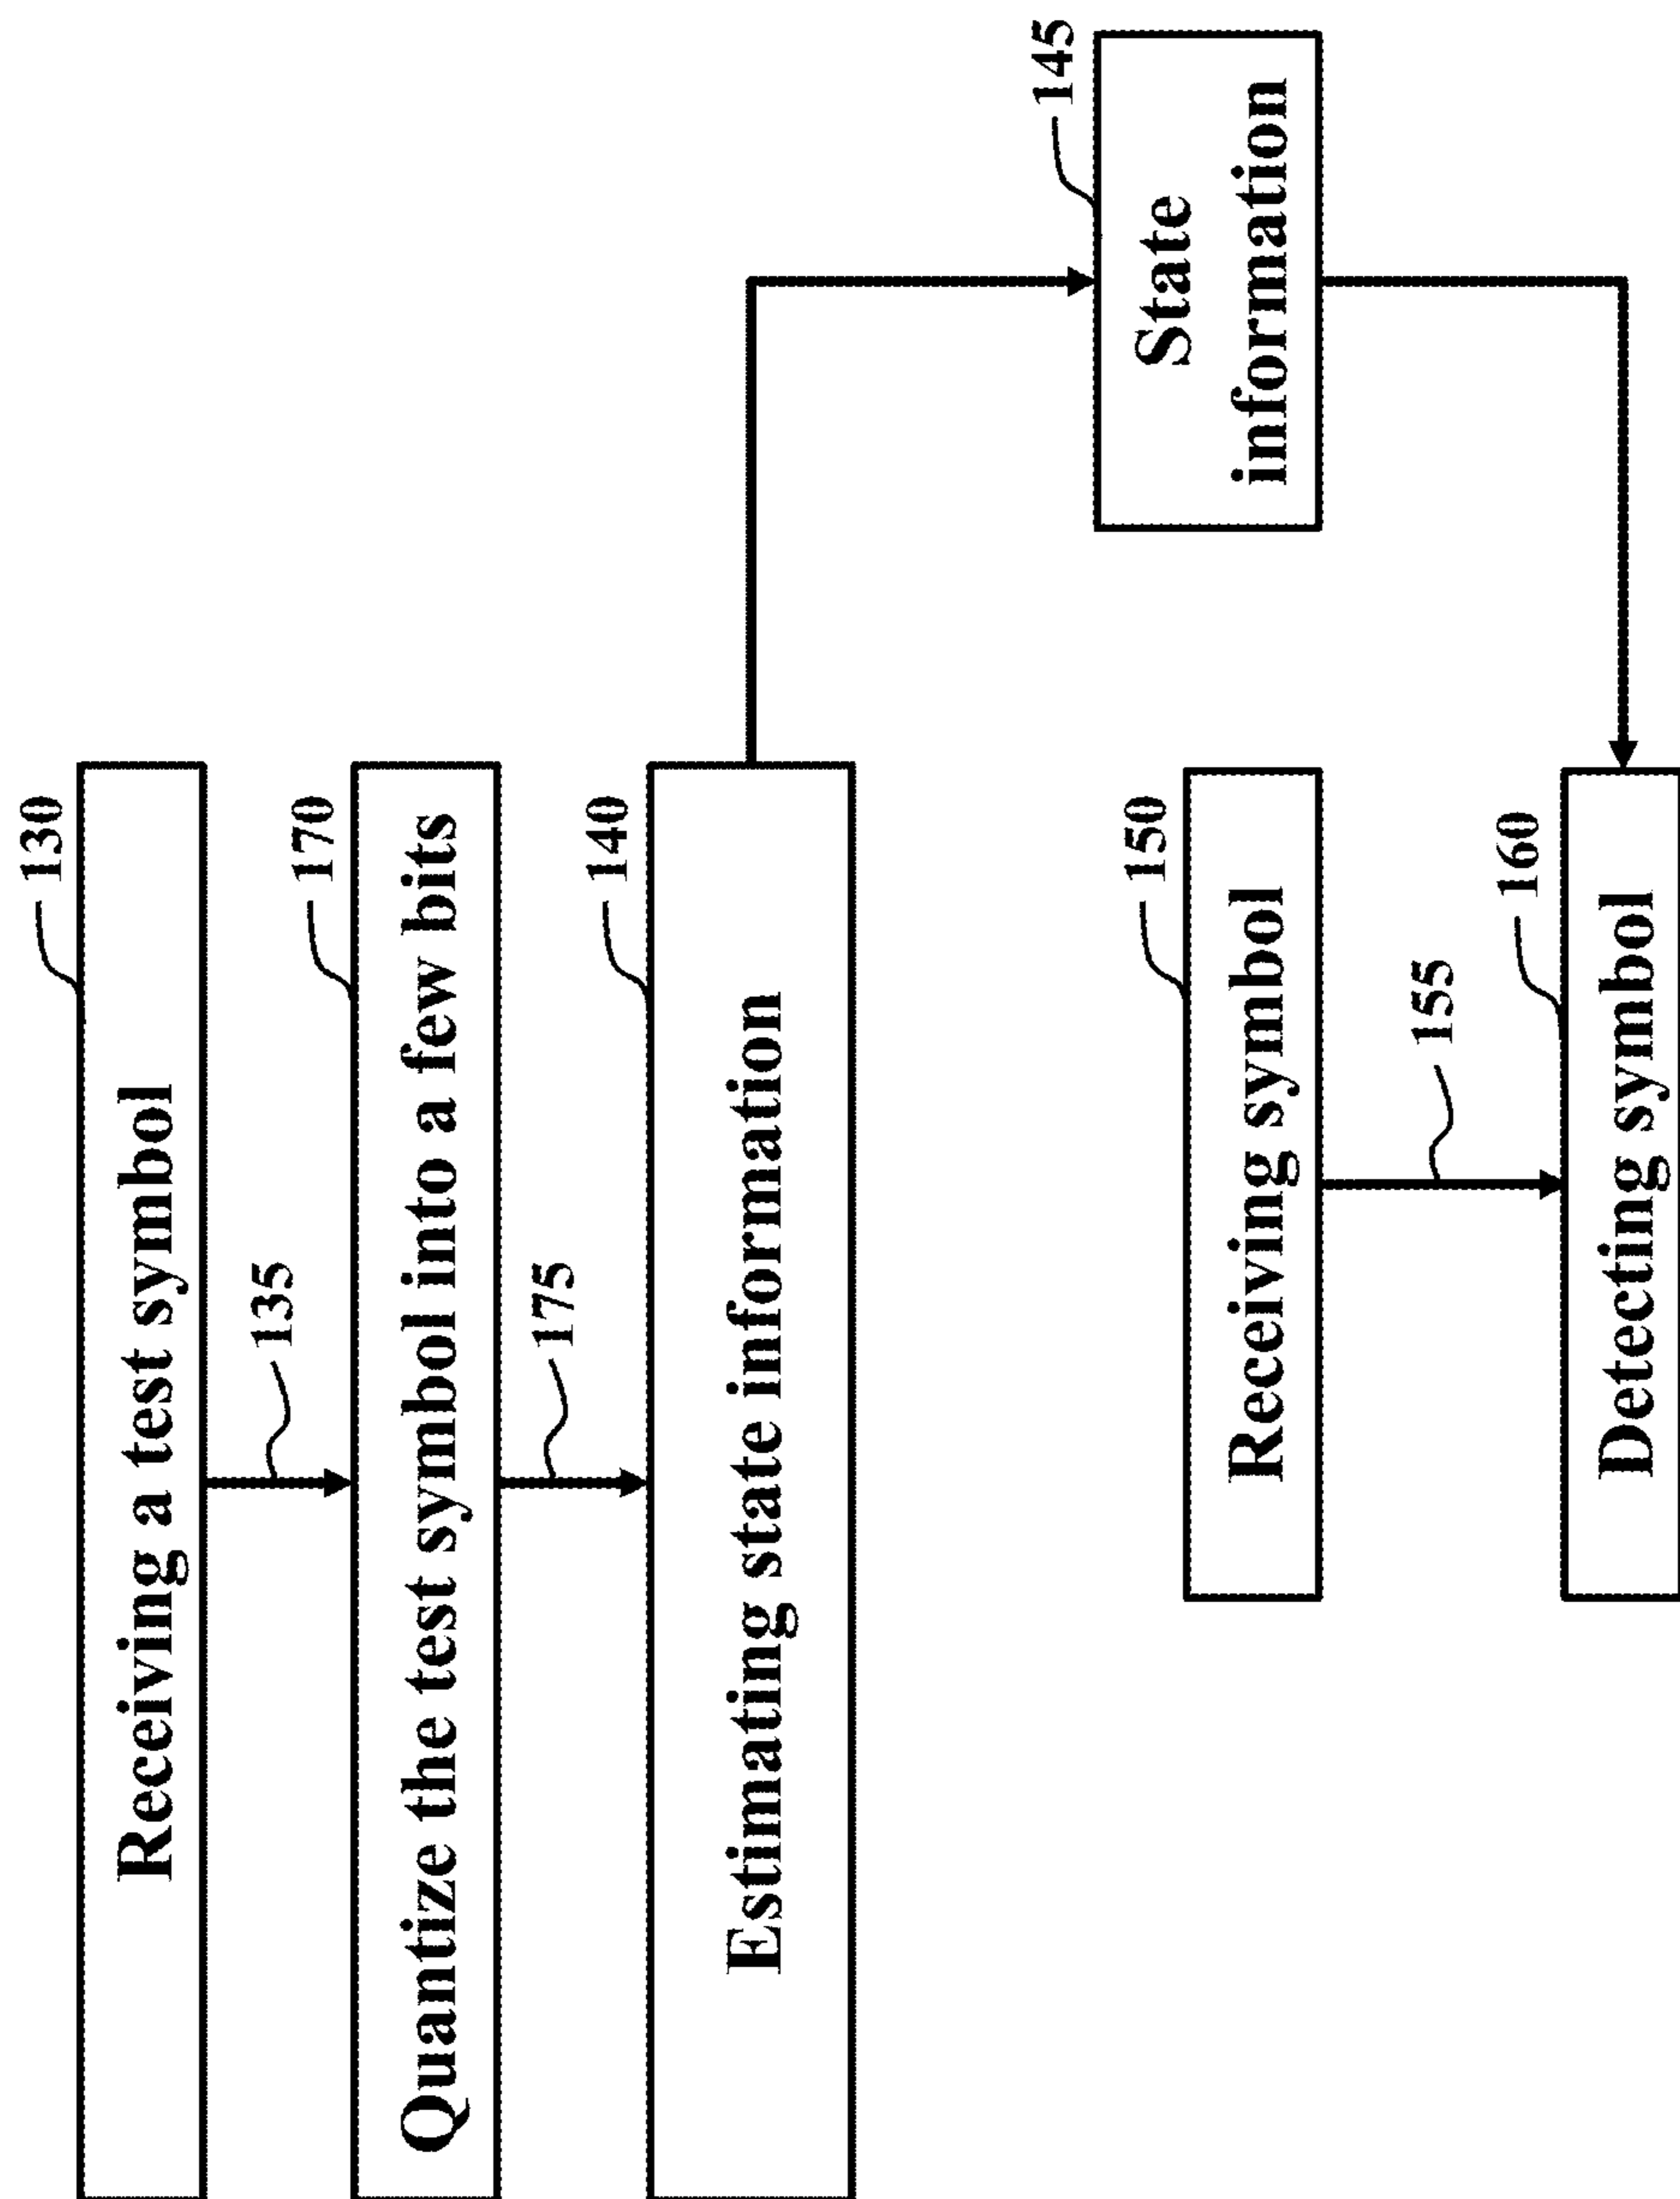 130
Receiving a test symbol
135
170
Quantize the test symbol into a few bits
175
140
Estimating state information
145
State
information
150
Receiving symbol
155
160
Detecting symbol